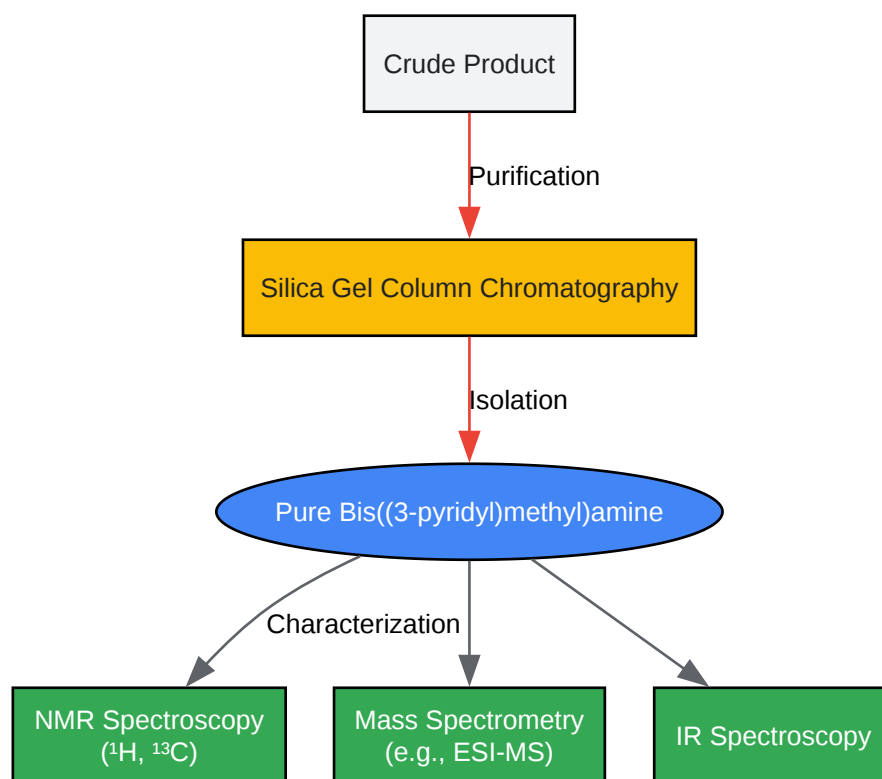 Crude Product
Purification
Silica Gel Column Chromatography
Isolation
Pure Bis((3-pyridyl)methyl)amine
Characterization
NMR Spectroscopy
(¹H, ¹³C)
Mass Spectrometry
(e.g., ESI-MS)
IR Spectroscopy